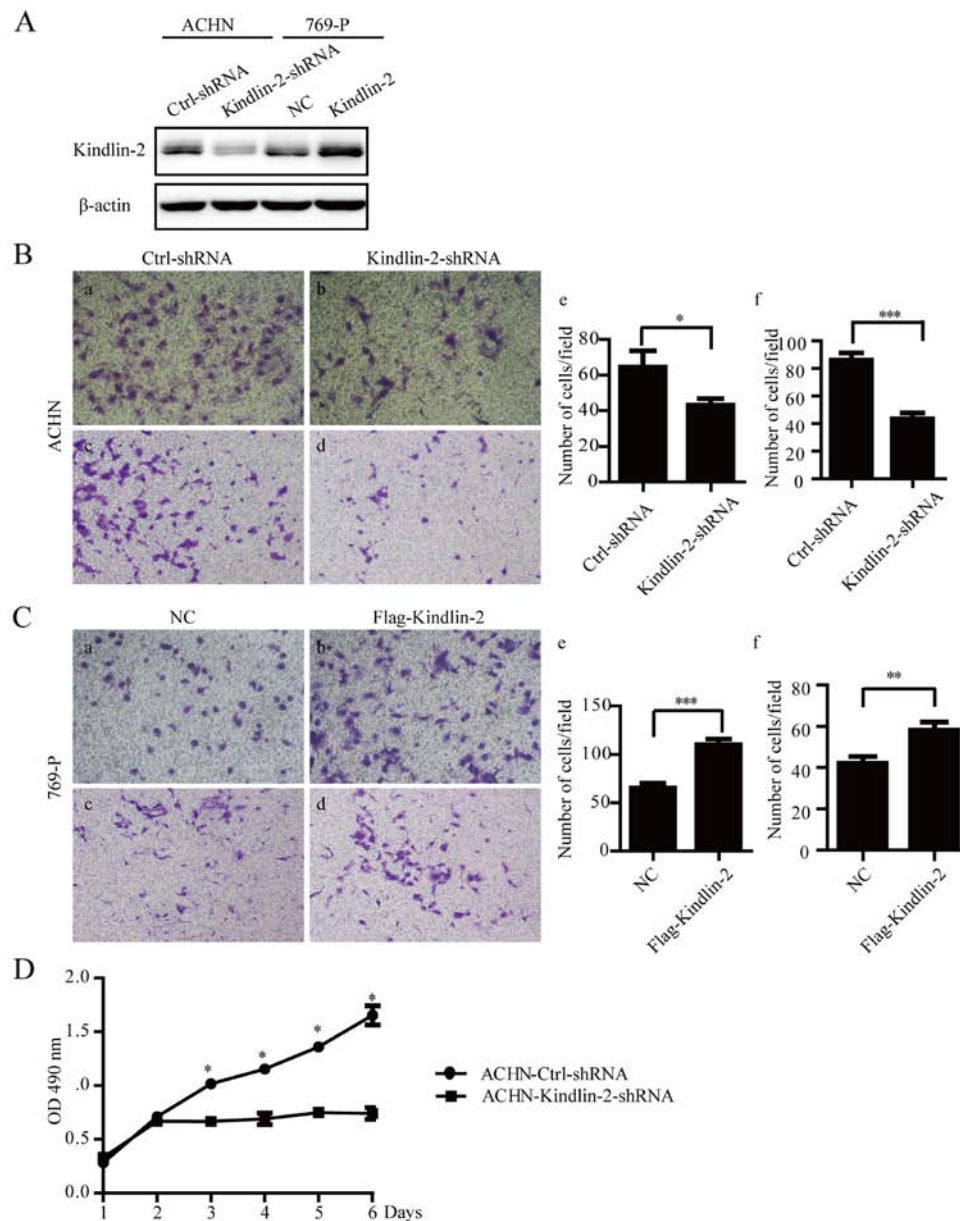 A
ACHN 769-P
Ctrl-shRNA Kindlin-2-shRNA NC Kindlin-2
Kindlin-2
β-actin
B
Ctrl-shRNA Kindlin-2-shRNA
ACHN
a b
c d
e
Number of cells/field
80
60
40
20
0
*
Ctrl-shRNA Kindlin-2-shRNA
f
Number of cells/field
100
80
60
40
20
0
***
Ctrl-shRNA Kindlin-2-shRNA
C
NC Flag-Kindlin-2
769-P
a b
c d
e
Number of cells/field
150
100
50
0
***
NC Flag-Kindlin-2
f
Number of cells/field
80
60
40
20
0
**
NC Flag-Kindlin-2
D
OD 490 nm
2.0
1.5
.0
0.5
0.0
* * * *
1 2 3 4 5 6 Days
ACHN-Ctrl-shRNA
ACHN-Kindlin-2-shRNA